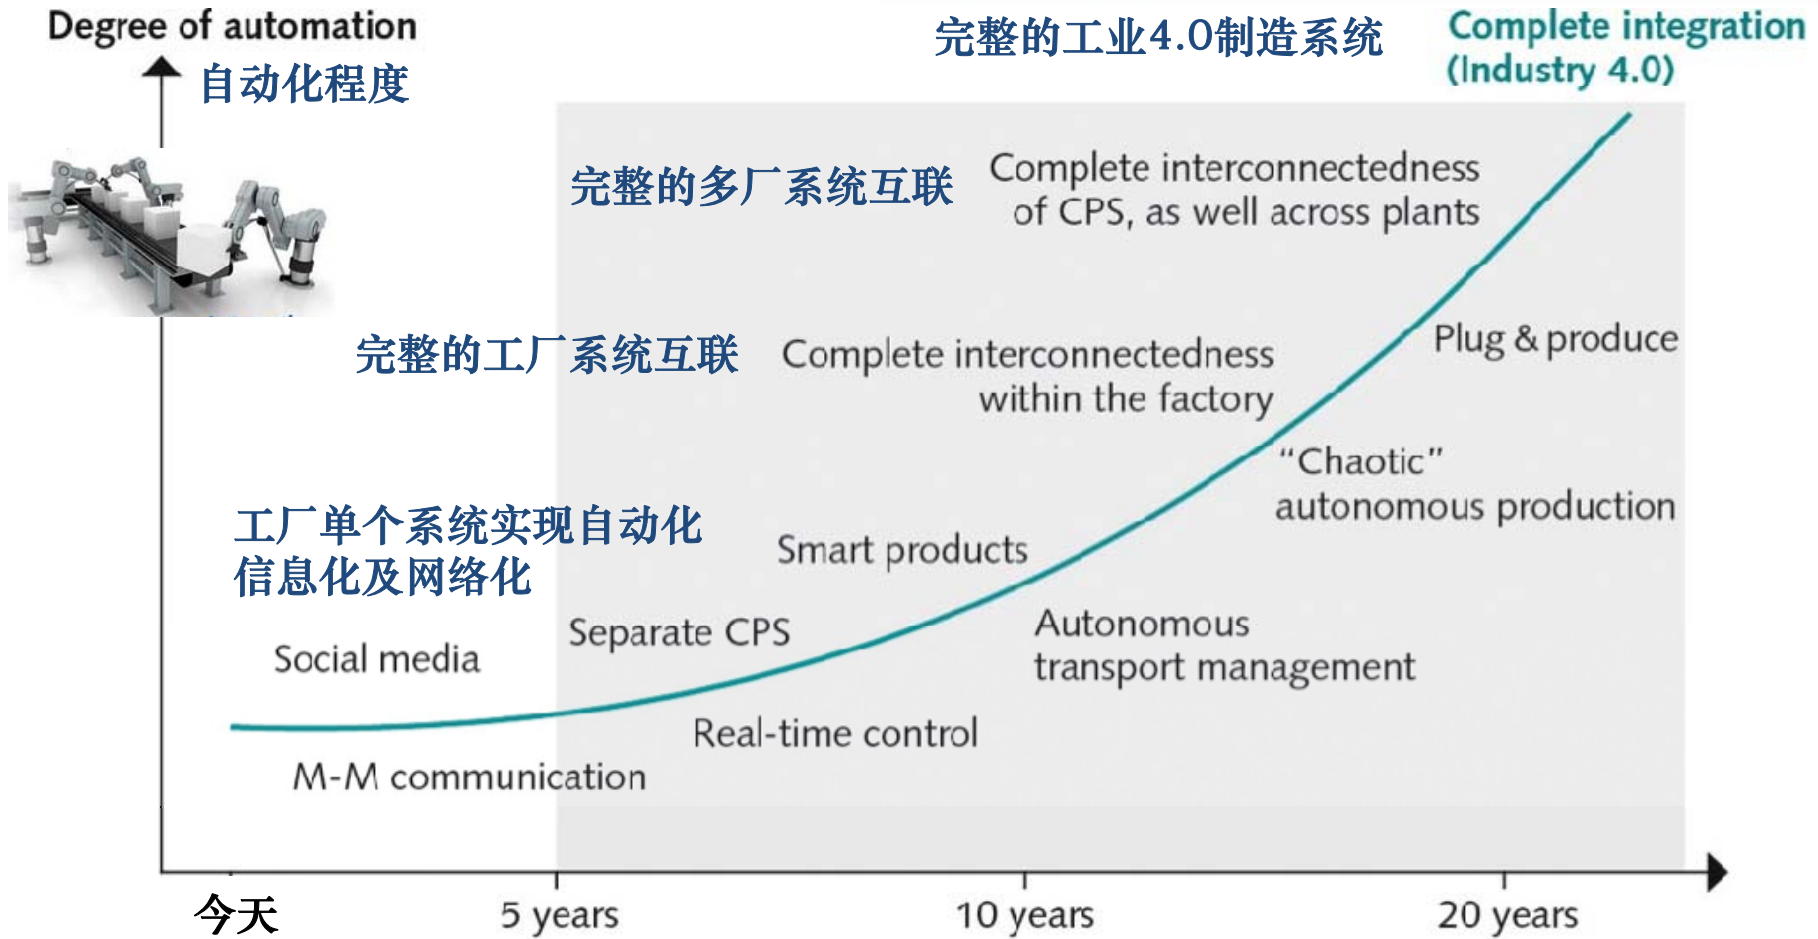 Degree of automation
自动化程度
完整的工业4.0制造系统
Complete integration
(Industry 4.0)
完整的多厂系统互联
Complete interconnectedness
of CPS, as well across plants
完整的工厂系统互联
Complete interconnectedness
within the factory
Plug & produce
“Chaotic”
autonomous production
工厂单个系统实现自动化
信息化及网络化
Smart products
Separate CPS
Autonomous
transport management
Social media
Real-time control
M-M communication
今天
5 years
10 years
20 years